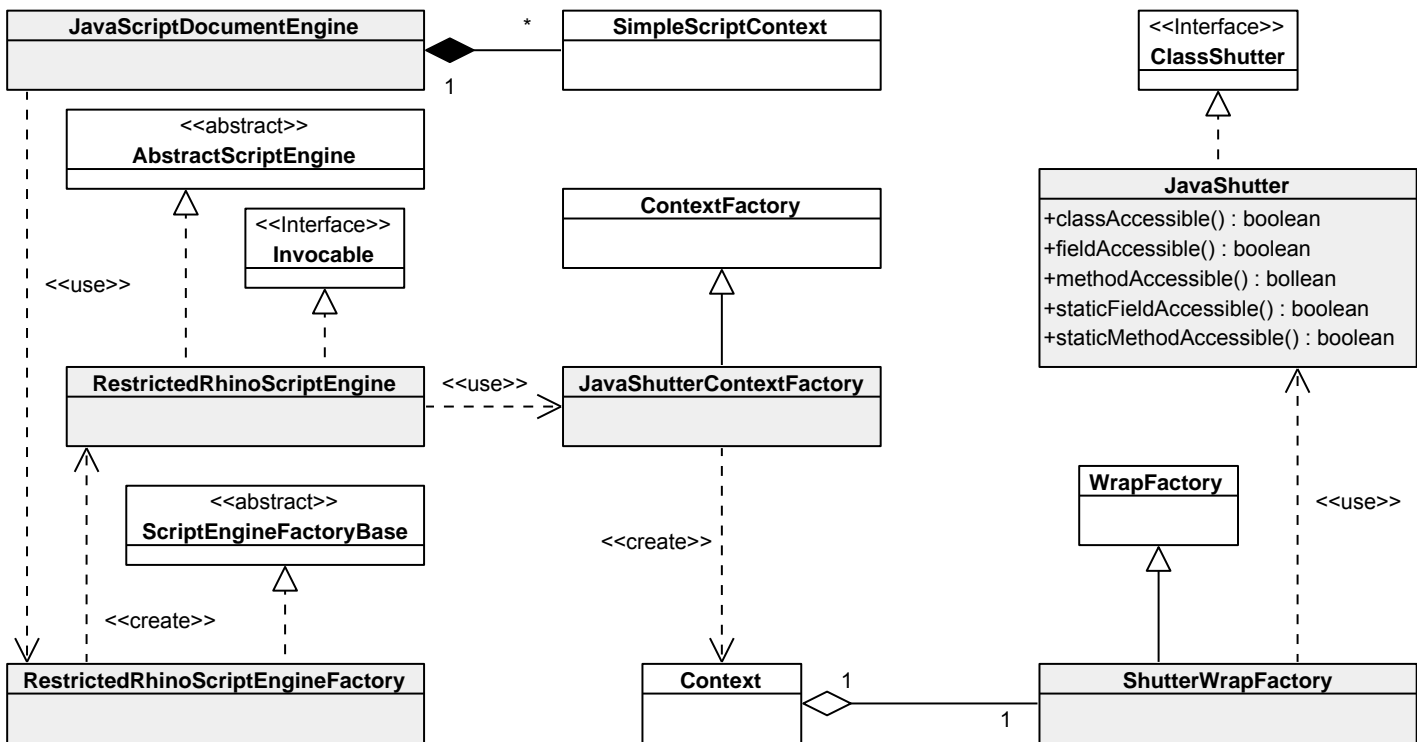 JavaScriptDocumentEngine
*
1
SimpleScriptContext
<<Interface>>
ClassShutter
<<abstract>>
AbstractScriptEngine
JavaShutter
+classAccessible() : boolean
+fieldAccessible() : boolean
+methodAccessible() : bollean
+staticFieldAccessible() : boolean
+staticMethodAccessible() : boolean
ContextFactory
<<Interface>>
Invocable
<<use>>
RestrictedRhinoScriptEngine
<<use>>
JavaShutterContextFactory
WrapFactory
<<use>>
<<abstract>>
ScriptEngineFactoryBase
<<create>>
<<create>>
RestrictedRhinoScriptEngineFactory
Context
1
1
ShutterWrapFactory